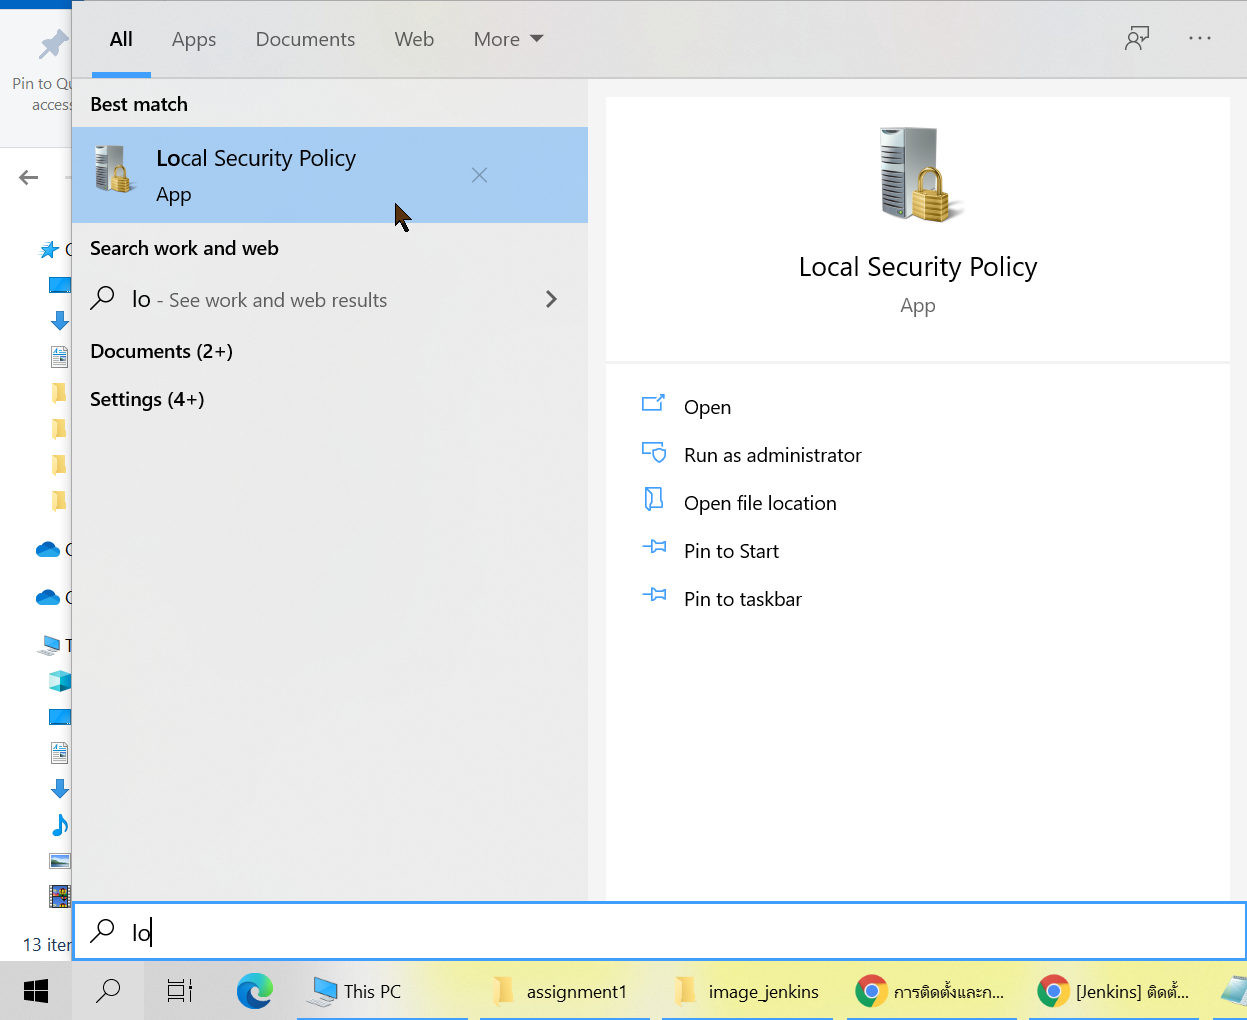 All Apps Documents Web More
Pin to Qu
access
Best match
Local Security Policy
App
Search work and web
lo - See work and web results
Documents (2+)
Settings (4+)
Local Security Policy
App
Open
Run as administrator
Open file location
Pin to Start
Pin to taskbar
13 iter
lo
This PC assignment1 image_jenkins การติดตั้งและก... [Jenkins] ติดตั้...